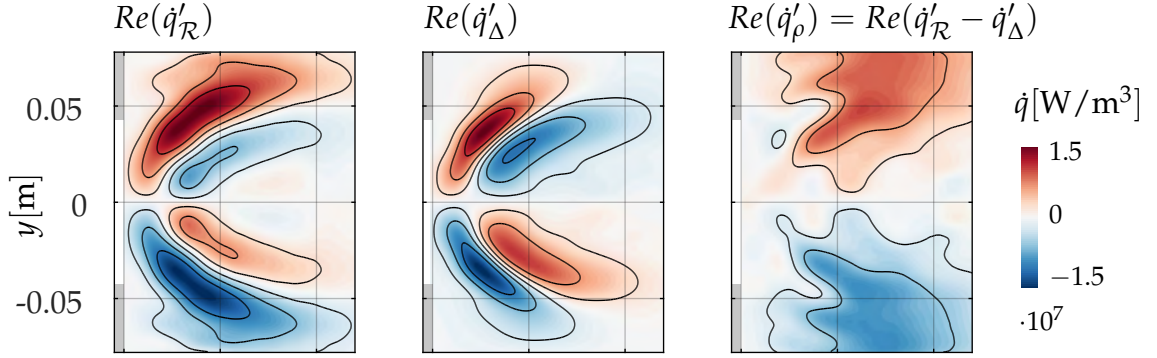 Re(q̇′_ℛ) Re(q̇′_Δ) Re(q̇′_ρ) = Re(q̇′_ℛ − q̇′_Δ)
y[m]
0.05
0
-0.05
q̇[W/m³]
1.5
0
−1.5
·10⁷